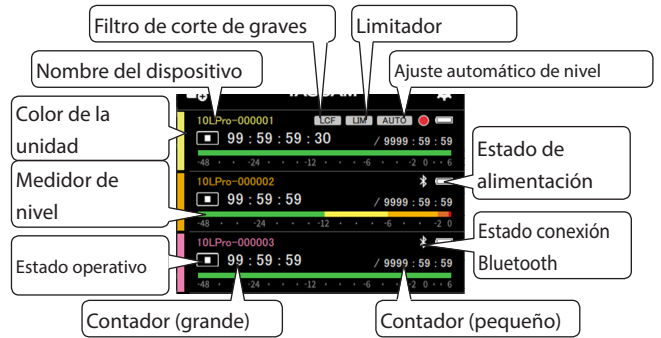 Filtro de corte de graves
Limitador
Nombre del dispositivo
Ajuste automático de nivel
Color de la
unidad
10LPro-000001
LCF
LIM
AUTO
99 : 59 : 59 : 30
/ 9999 : 59 : 59
-48 -24 -12 -6 -2 0 6
Estado de
alimentación
Medidor de
nivel
10LPro-000002
99 : 59 : 59
/ 9999 : 59 : 59
-48 -24 -12 -6 -2 0
Estado conexión
Bluetooth
Estado operativo
10LPro-000003
99 : 59 : 59
/ 9999 : 59 : 59
-48 -24 -12 -6 -2 0 6
Contador (grande)
Contador (pequeño)